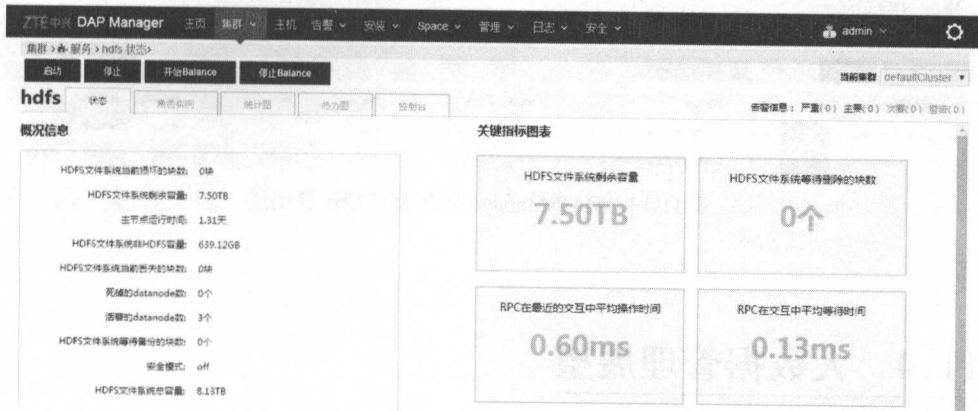 ZTE中兴 DAP Manager 主页 集群 主机 告警 安装 Space 管理 日志 安全 admin
集群 > 服务 > hdfs 状态>
启动 停止 开始Balance 停止Balance
当前集群 defaultCluster
hdfs 状态 角色实例 统计图 热力图 控制台
告警信息： 严重(0) 主要(0) 次要(0) 警告(0)
概况信息
关键指标图表
HDFS文件系统当前损坏的块数: 0块
HDFS文件系统剩余容量: 7.50TB
主节点运行时间: 1.31天
HDFS文件系统非HDFS容量: 639.12GB
HDFS文件系统当前丢失的块数: 0块
死掉的datanode数: 0个
活着的datanode数: 3个
HDFS文件系统等待备份的块数: 0个
安全模式: off
HDFS文件系统总容量: 8.13TB
HDFS文件系统剩余容量
7.50TB
HDFS文件系统等待删除的块数
0个
RPC在最近的交互中平均操作时间
0.60ms
RPC在交互中平均等待时间
0.13ms